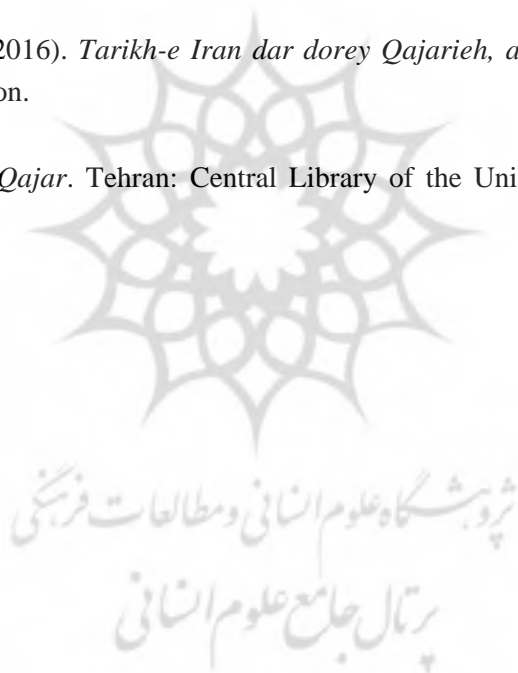 2016). Tarikh-e Iran dar dorey Qajarieh, a
on.
Qajar. Tehran: Central Library of the Uni
پژوهشگاه علوم انسانی و مطالعات فرهنگی
پرتال جامع علوم انسانی